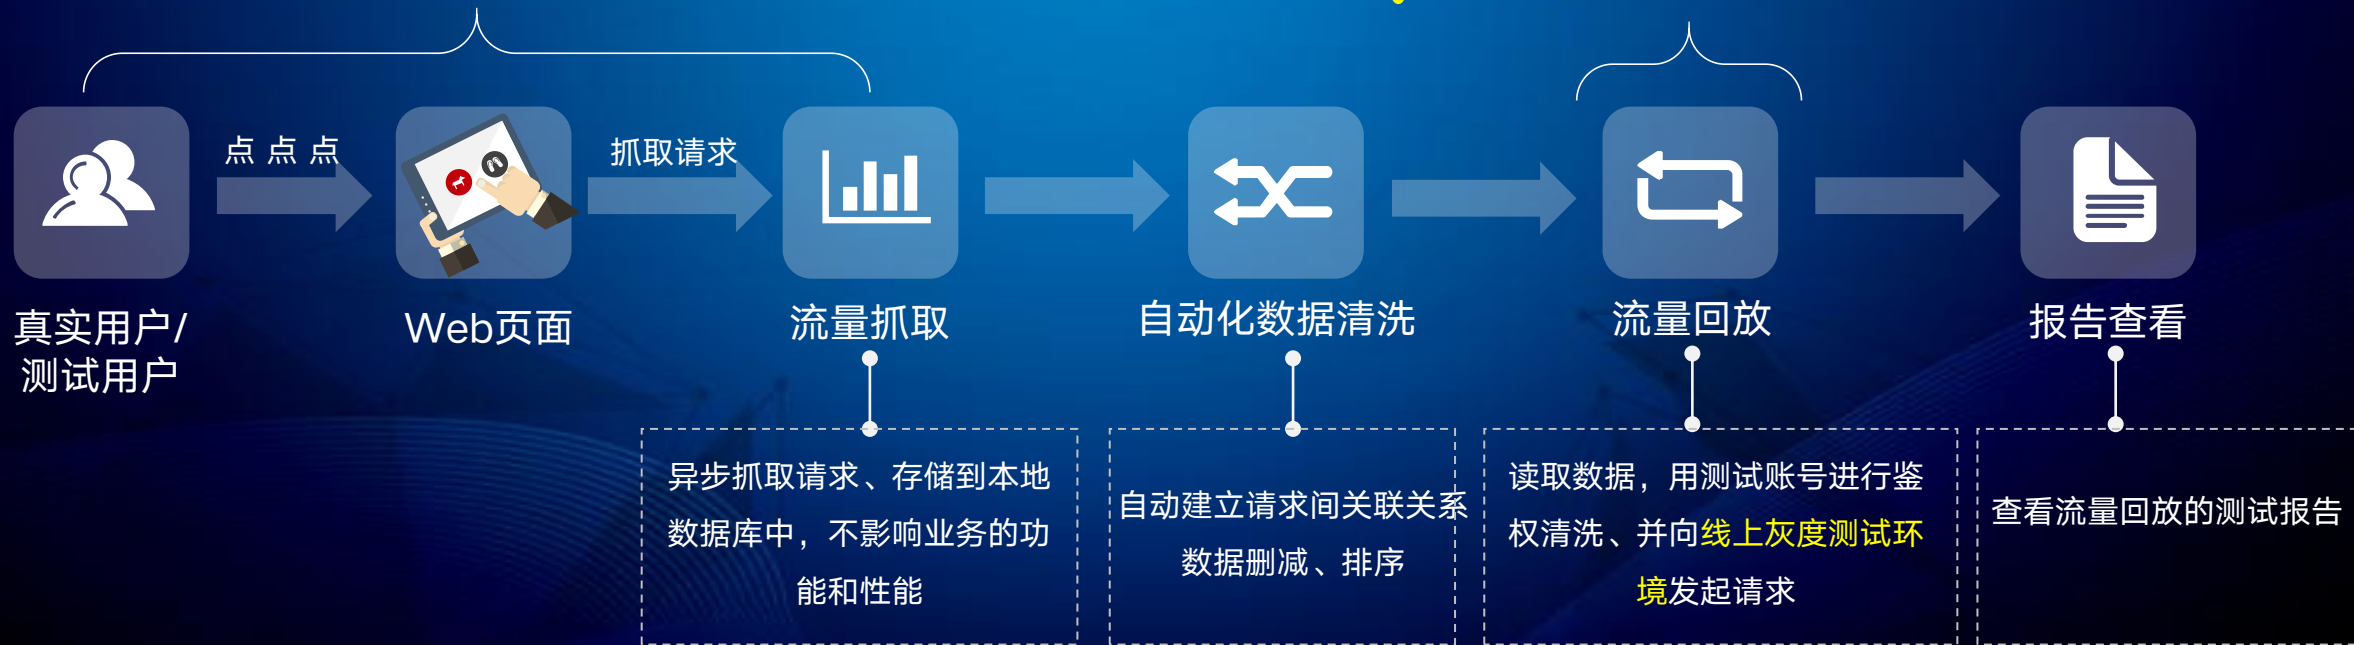 点 点 点
抓取请求
真实用户/
测试用户
Web页面
流量抓取
自动化数据清洗
流量回放
报告查看
异步抓取请求、存储到本地
数据库中，不影响业务的功
能和性能
自动建立请求间关联关系
数据删减、排序
读取数据，用测试账号进行鉴
权清洗、并向线上灰度测试环
境发起请求
查看流量回放的测试报告